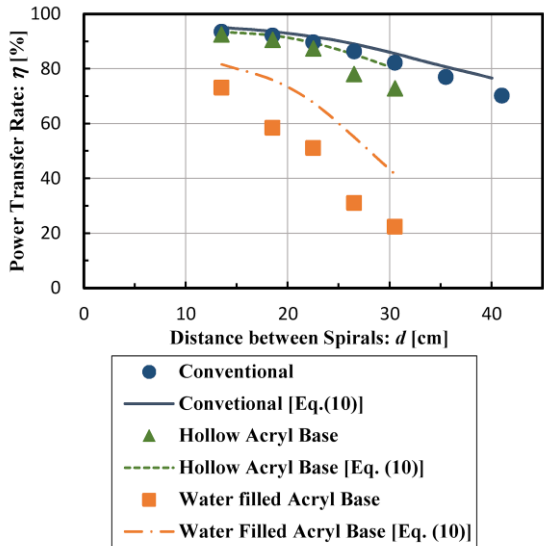 Power Transfer Rate: η [%]
100
80
60
40
20
0
0
10
20
30
40
Distance between Spirals: d [cm]
Conventional
Convetional [Eq.(10)]
Hollow Acryl Base
Hollow Acryl Base [Eq. (10)]
Water filled Acryl Base
Water Filled Acryl Base [Eq. (10)]